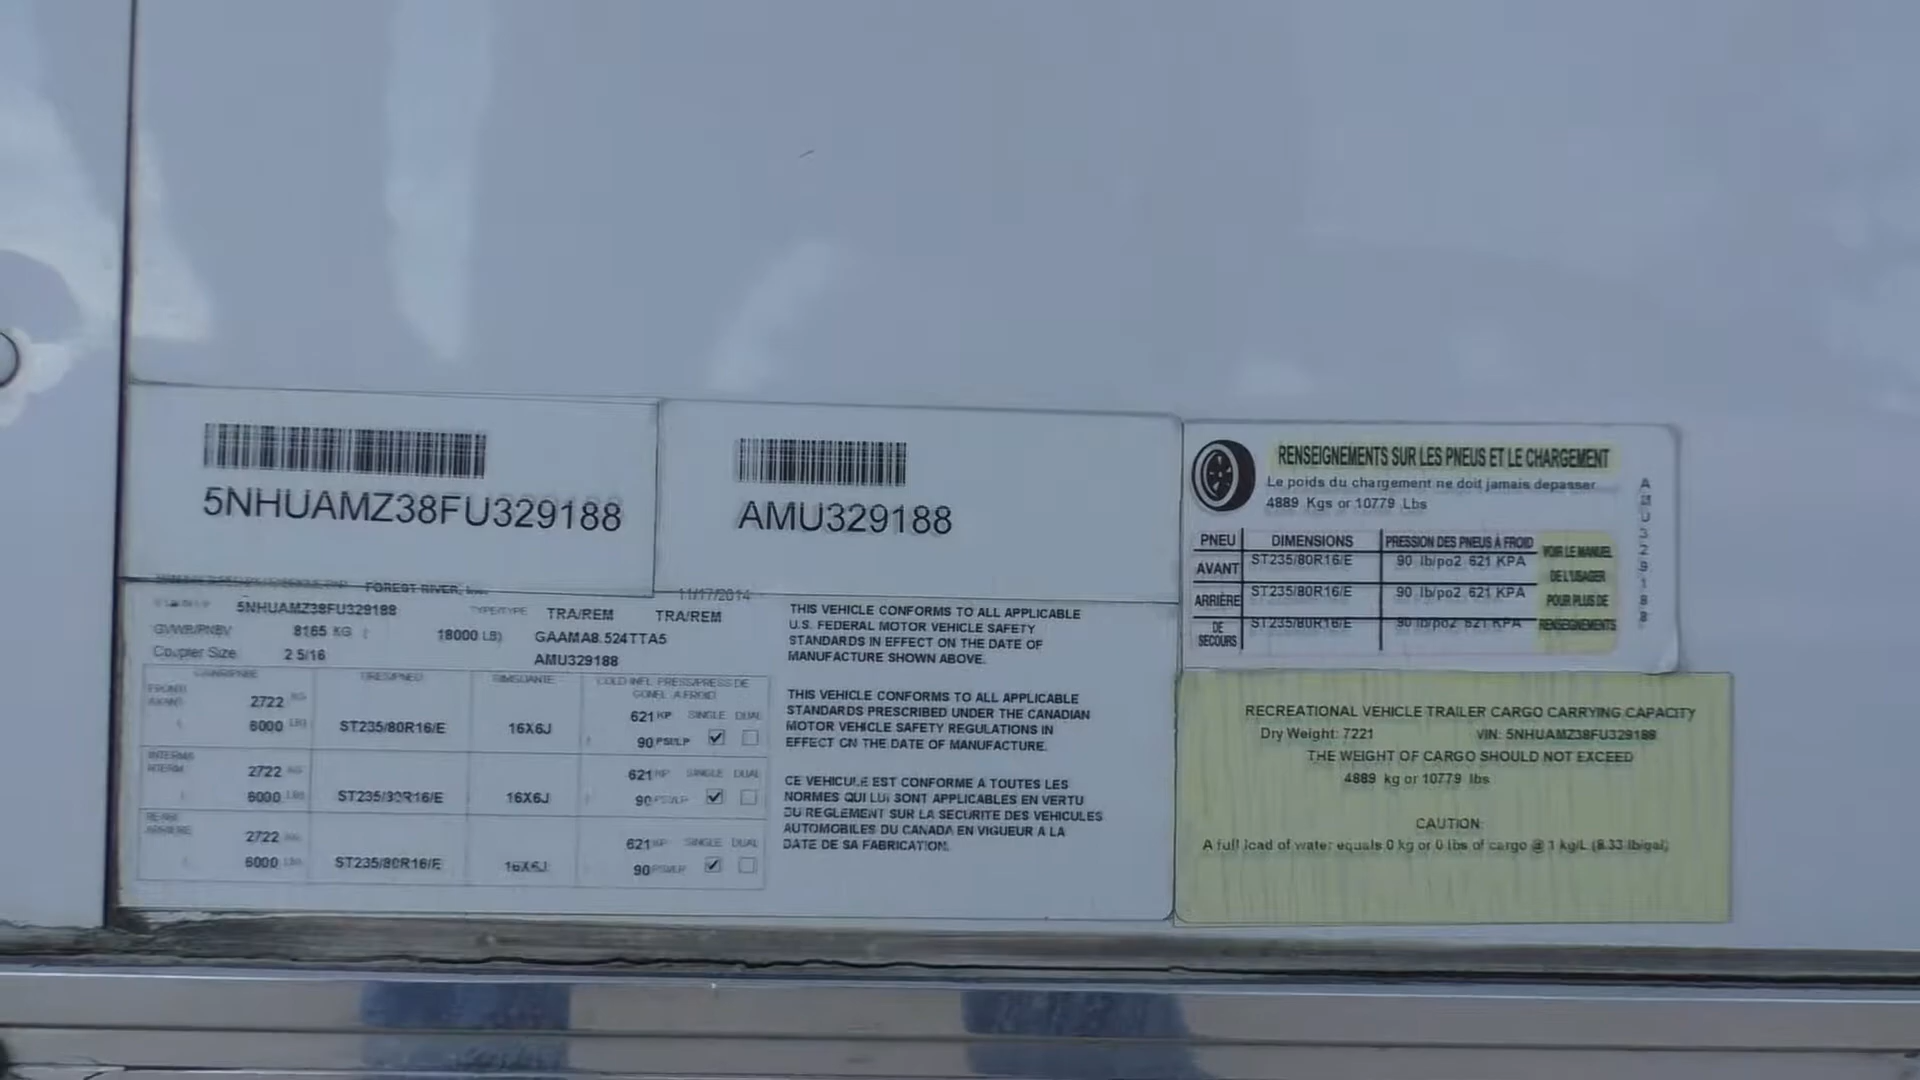 5NHUAMZ38FU329188
AMU329188
FOREST RIVER, Inc.
11/17/2014
5NHUAMZ38FU329188 TYPE/TYPE TRA/REM TRA/REM
GVWR/PNBV 8165 KG 18000 LB)
GAAMA8.524TTA5
Coupler Size 2 5/16
AMU329188
TIRES/PNEU COLD INFL. PRESS/PRESS DE
GONFL. A FROID
FRONT/
AVANT 2722 KG
6000 LBS ST235/80R16/E 16X6J 621 KP SINGLE DUAL
90 PSI/LP
INTERM. 2722 KG
6000 LBS ST235/80R16/E 16X6J 621 KP SINGLE DUAL
90 PSI/LP
REAR/
ARRIERE 2722 KG
6000 LBS ST235/80R16/E 16X6J 621 KP SINGLE DUAL
90 PSI/LP
THIS VEHICLE CONFORMS TO ALL APPLICABLE
U.S. FEDERAL MOTOR VEHICLE SAFETY
STANDARDS IN EFFECT ON THE DATE OF
MANUFACTURE SHOWN ABOVE.
THIS VEHICLE CONFORMS TO ALL APPLICABLE
STANDARDS PRESCRIBED UNDER THE CANADIAN
MOTOR VEHICLE SAFETY REGULATIONS IN
EFFECT ON THE DATE OF MANUFACTURE.
CE VEHICULE EST CONFORME A TOUTES LES
NORMES QUI LUI SONT APPLICABLES EN VERTU
DU REGLEMENT SUR LA SECURITE DES VEHICULES
AUTOMOBILES DU CANADA EN VIGUEUR A LA
DATE DE SA FABRICATION.
RENSEIGNEMENTS SUR LES PNEUS ET LE CHARGEMENT
Le poids du chargement ne doit jamais depasser
4889 Kgs or 10779 Lbs
PNEU DIMENSIONS PRESSION DES PNEUS À FROID
AVANT ST235/80R16/E 90 lb/po2 621 KPA
ARRIÈRE ST235/80R16/E 90 lb/po2 621 KPA
DE
SECOURS ST235/80R16/E 90 lb/po2 621 KPA
VOIR LE MANUEL
DE L'USAGER
POUR PLUS DE
RENSEIGNEMENTS
AMU329188
RECREATIONAL VEHICLE TRAILER CARGO CARRYING CAPACITY
Dry Weight: 7221 VIN: 5NHUAMZ38FU329188
THE WEIGHT OF CARGO SHOULD NOT EXCEED
4889 kg or 10779 lbs
CAUTION:
A full load of water equals 0 kg or 0 lbs of cargo @ 1 kg/L (8.33 lb/gal)